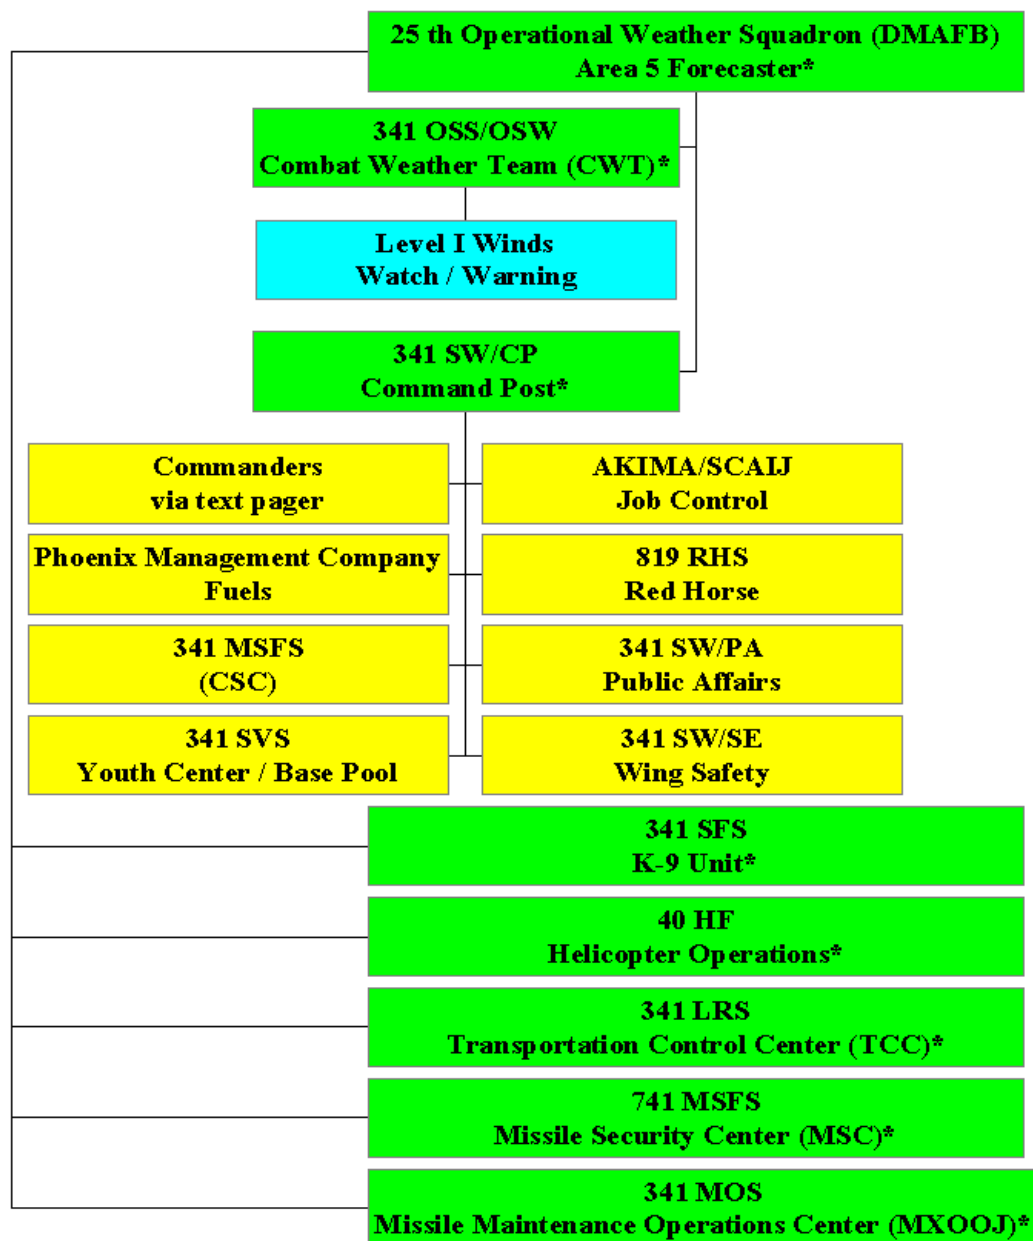 25 th Operational Weather Squadron (DMAFB)
Area 5 Forecaster*
341 OSS/OSW
Combat Weather Team (CWT)*
Level I Winds
Watch / Warning
341 SW/CP
Command Post*
Commanders
via text pager
AKIMA/SCAIJ
Job Control
Phoenix Management Company
Fuels
819 RHS
Red Horse
341 MSFS
(CSC)
341 SW/PA
Public Affairs
341 SVS
Youth Center / Base Pool
341 SW/SE
Wing Safety
341 SFS
K-9 Unit*
40 HF
Helicopter Operations*
341 LRS
Transportation Control Center (TCC)*
741 MSFS
Missile Security Center (MSC)*
341 MOS
Missile Maintenance Operations Center (MXOOJ)*